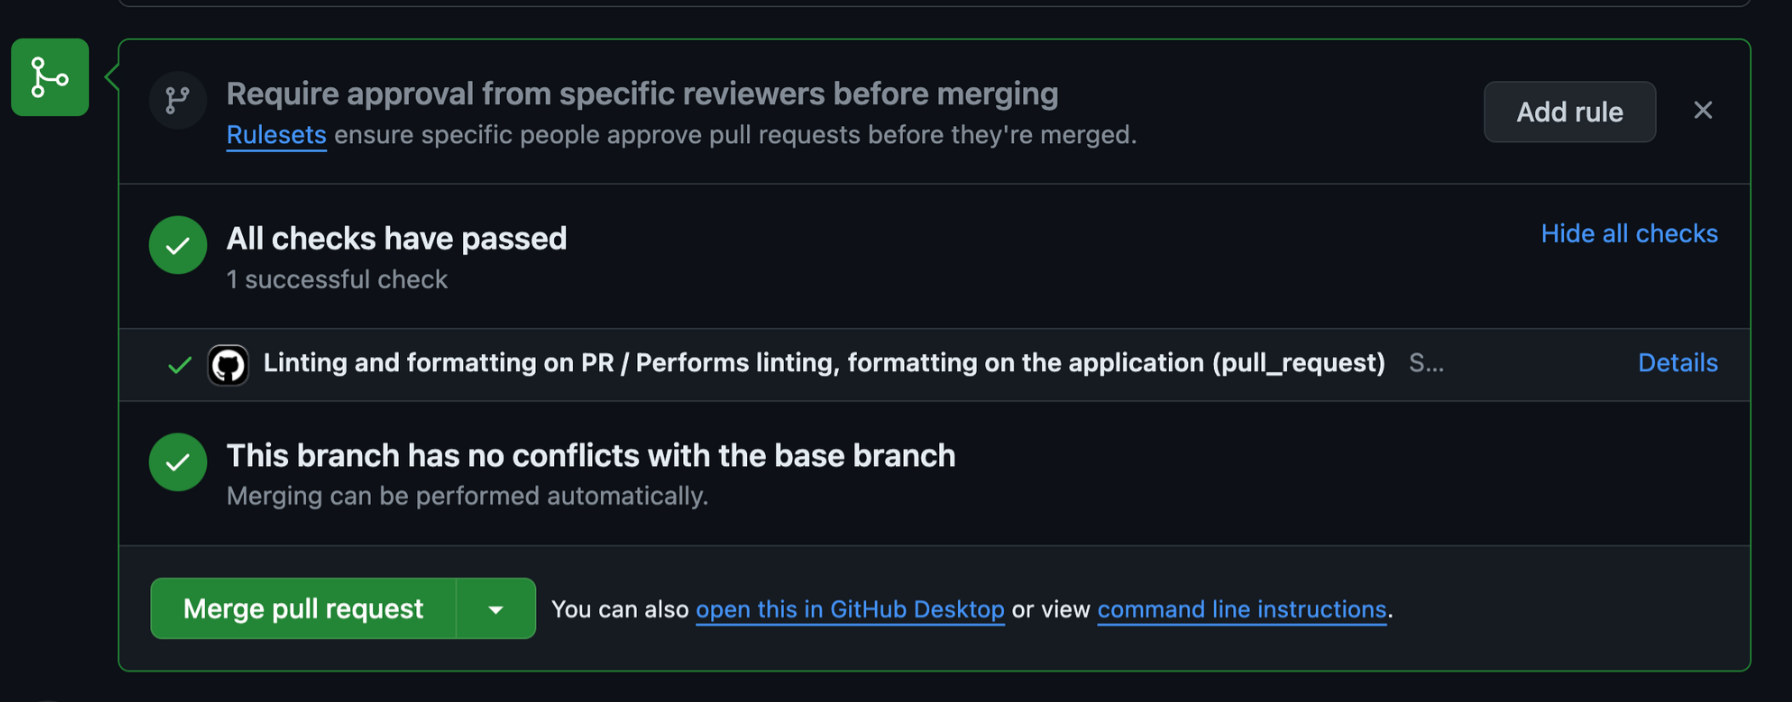 Require approval from specific reviewers before merging
Rulesets ensure specific people approve pull requests before they're merged.
Add rule
All checks have passed
1 successful check
Hide all checks
Linting and formatting on PR / Performs linting, formatting on the application (pull_request) S...
Details
This branch has no conflicts with the base branch
Merging can be performed automatically.
Merge pull request
You can also open this in GitHub Desktop or view command line instructions.